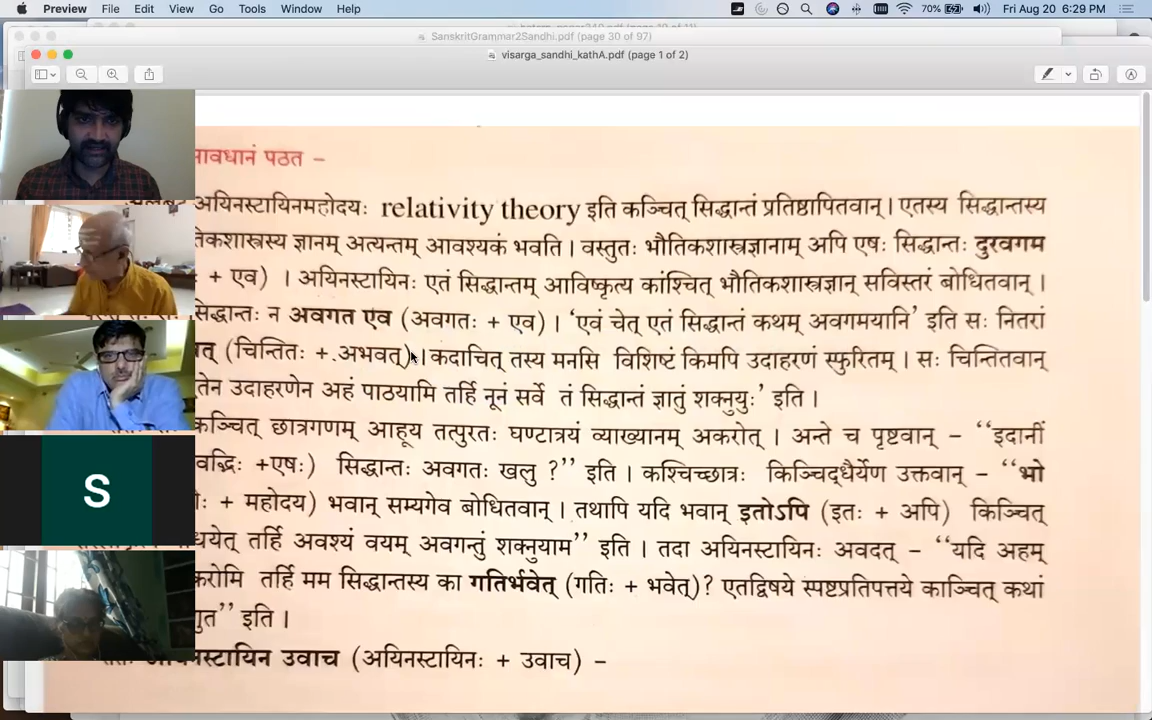 Preview File Edit View Go Tools Window Help 70% Fri Aug 20 6:29 PM
SanskritGrammar2Sandhi.pdf (page 30 of 97)
visarga_sandhi_kathA.pdf (page 1 of 2)
सावधानं पठत –
अयिनस्टायिनमहोदयः relativity theory इति कञ्चित् सिद्धान्तं प्रतिष्ठापितवान् । एतस्य सिद्धान्तस्य
तिकशास्त्रस्य ज्ञानम् अत्यन्तम् आवश्यकं भवति । वस्तुतः भौतिकशास्त्रज्ञानाम् अपि एषः सिद्धान्तः दुरवगम
+ एव) । अयिनस्टायिनः एतं सिद्धान्तम् आविष्कृत्य कांश्चित् भौतिकशास्त्रज्ञान् सविस्तरं बोधितवान् ।
सिद्धान्तः न अवगत एव (अवगतः + एव) । ‘एवं चेत् एतं सिद्धान्तं कथम् अवगमयानि’ इति सः नितरां
त् (चिन्तितः + अभवत्) । कदाचित् तस्य मनसि विशिष्टं किमपि उदाहरणं स्फुरितम् । सः चिन्तितवान्
तेन उदाहरणेन अहं पाठयामि तर्हि नूनं सर्वे तं सिद्धान्तं ज्ञातुं शक्नुयुः’ इति ।
कञ्चित् छात्रगणम् आहूय तत्पुरतः घण्टात्रयं व्याख्यानम् अकरोत् । अन्ते च पृष्टवान् – “इदानीं
वद्भिः +एषः) सिद्धान्तः अवगतः खलु ?” इति । कश्चिच्छात्रः किञ्चिद्धैर्येण उक्तवान् – “भो
ः + महोदय) भवान् सम्यगेव बोधितवान् । तथापि यदि भवान् इतोऽपि (इतः + अपि) किञ्चित्
धयेत् तर्हि अवश्यं वयम् अवगन्तुं शक्नुयाम” इति । तदा अयिनस्टायिनः अवदत् – “यदि अहम्
करोमि तर्हि मम सिद्धान्तस्य का गतिर्भवेत् (गतिः + भवेत्)? एतद्विषये स्पष्टप्रतिपत्तये काञ्चित् कथां
णुत” इति ।
अयिनस्टायिन उवाच (अयिनस्टायिनः + उवाच) –
S